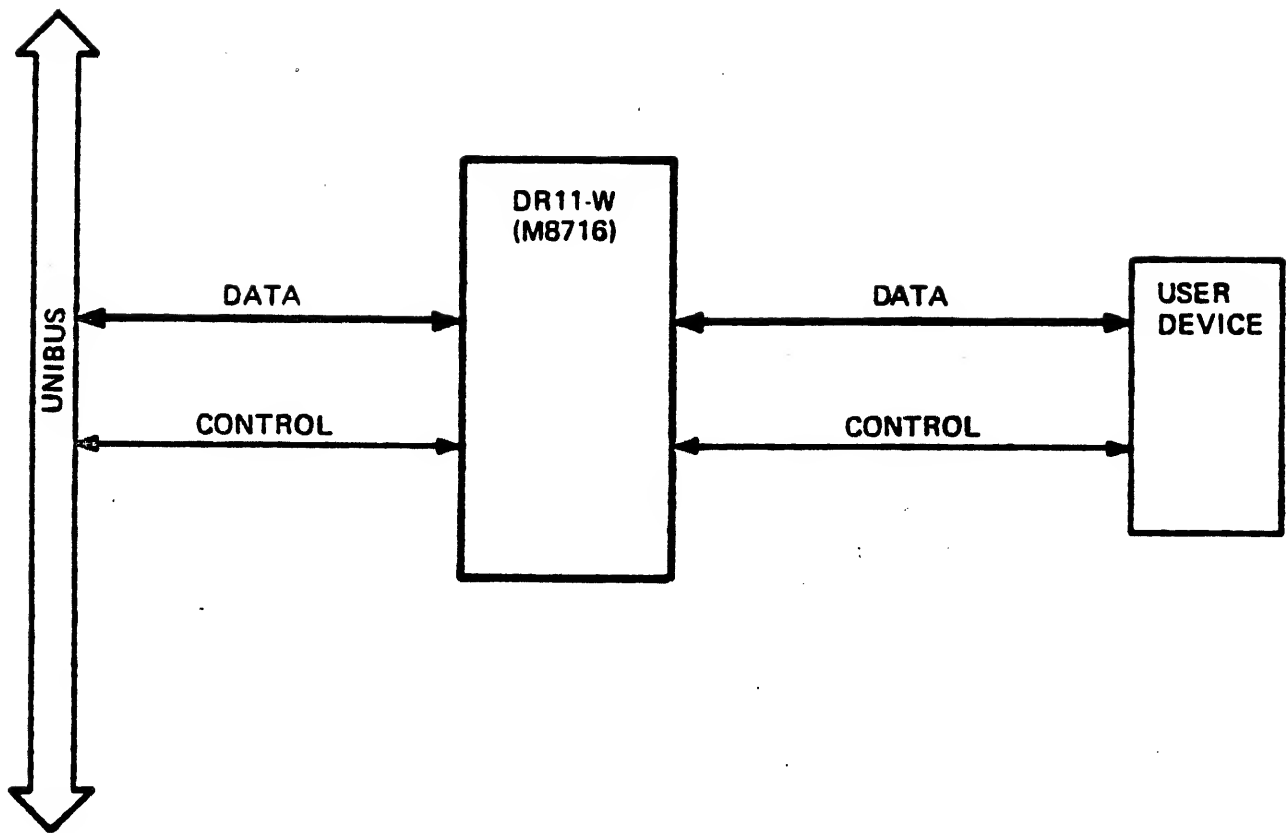 DR11-W
(M8716)
DATA
DATA
USER
DEVICE
UNIBUS
CONTROL
CONTROL